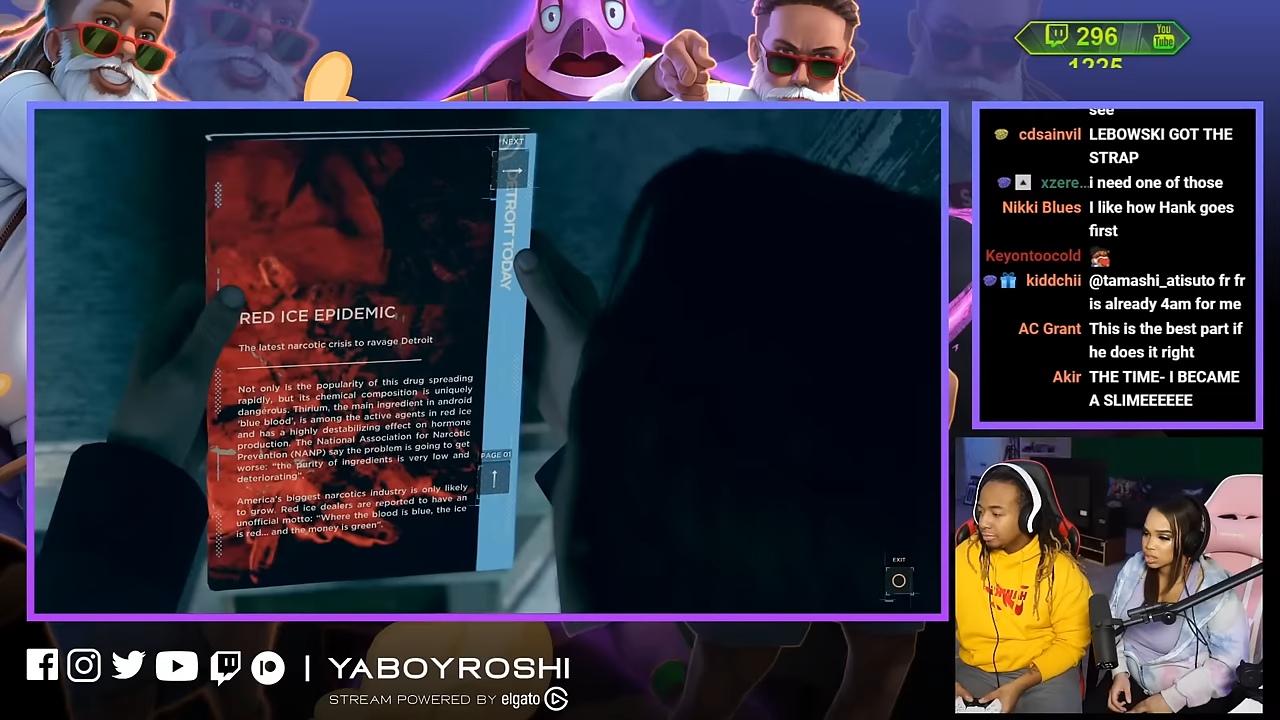 296
You
Tube
1225
NEXT
DETROIT TODAY
RED ICE EPIDEMIC
The latest narcotic crisis to ravage Detroit
Not only is the popularity of this drug spreading
rapidly, but its chemical composition is uniquely
dangerous. Thirium, the main ingredient in android
'blue blood', is among the active agents in red ice
and has a highly destabilizing effect on hormone
production. The National Association for Narcotic
Prevention (NANP) say the problem is going to get
worse: "the purity of ingredients is very low and
deteriorating".
America's biggest narcotics industry is only likely
to grow. Red ice dealers are reported to have an
unofficial motto: "Where the blood is blue, the ice
is red... and the money is green".
PAGE 01
EXIT
see
cdsainvil LEBOWSKI GOT THE
STRAP
xzere... i need one of those
Nikki Blues I like how Hank goes
first
Keyontoocold
kiddchii @tamashi_atisuto fr fr
is already 4am for me
AC Grant This is the best part if
he does it right
Akir THE TIME- I BECAME
A SLIMEEEEEE
| YABOYROSHI
STREAM POWERED BY elgato